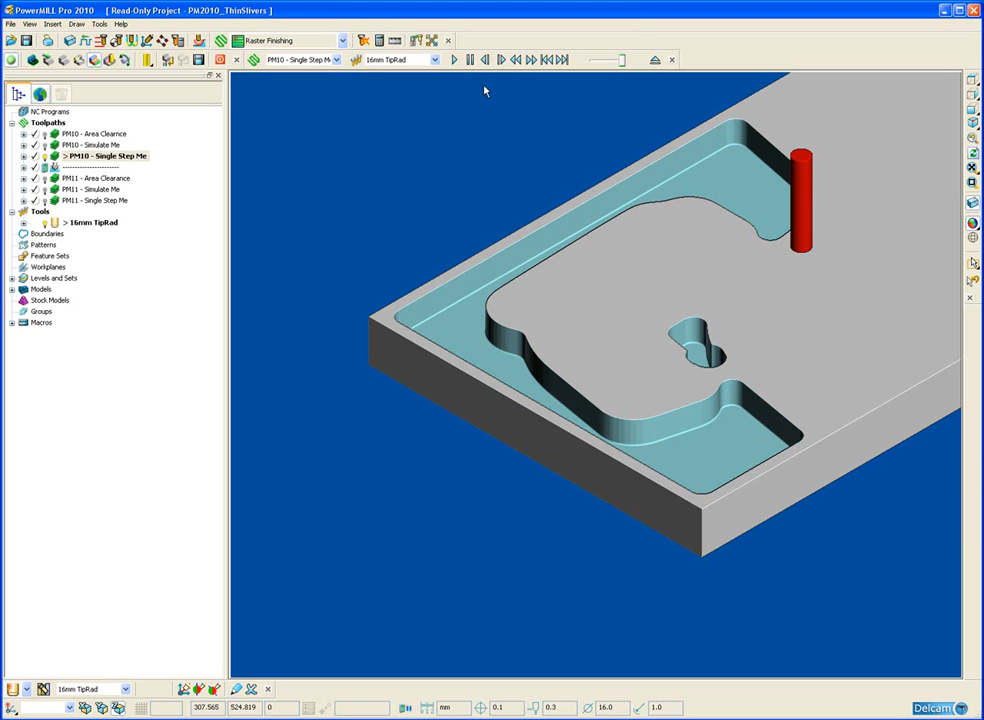 PowerMILL Pro 2010 [ Read-Only Project - PM2010_ThinSlivers ]
File View Insert Draw Tools Help
Raster Finishing
PM10 - Single Step M 16mm TipRad
NC Programs
Toolpaths
PM10 - Area Clearnce
PM10 - Simulate Me
> PM10 - Single Step Me
----------------------
PM11 - Area Clearance
PM11 - Simulate Me
PM11 - Single Step Me
Tools
> 16mm TipRad
Boundaries
Patterns
Feature Sets
Workplanes
Levels and Sets
Models
Stock Models
Groups
Macros
16mm TipRad
307.565 524.819 0 mm 0.1 0.3 16.0 1.0 Delcam